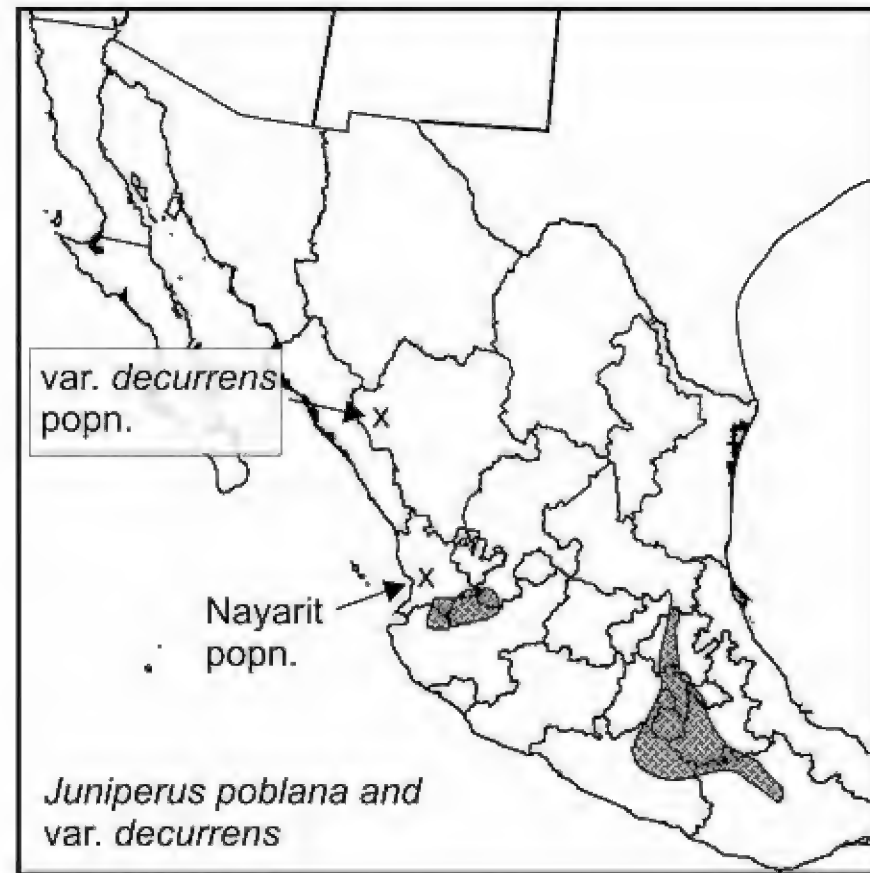 var. decurrens
popn.
x
x
Nayarit
popn.
Juniperus poblana and
var. decurrens